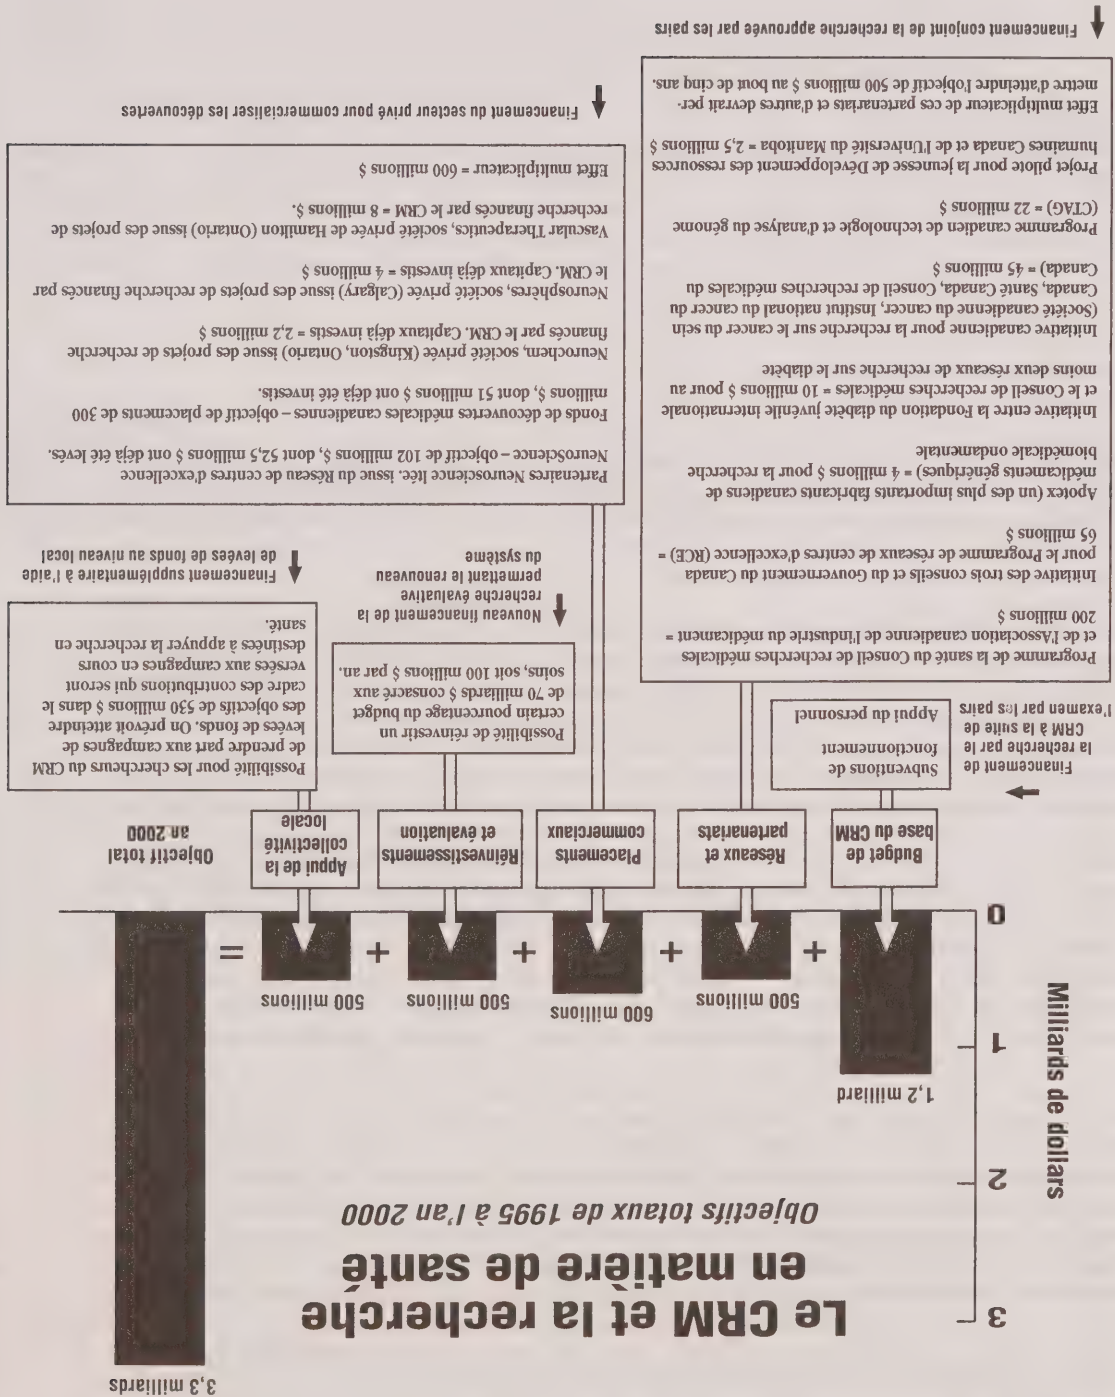 Le CRM et la recherche
en matière de santé
Objectifs totaux de 1995 à l'an 2000
3,3 milliards
Milliards de dollars
3
2
1
0
1,2 milliard
+
500 millions
+
600 millions
+
500 millions
+
500 millions
=
Budget de
base du CRM
Réseaux et
partenariats
Placements
commerciaux
Réinvestissements
et évaluation
Appui de la
collectivité
locale
Objectif total
an 2000
Financement de
la recherche par le
CRM à la suite de
l'examen par les pairs
Subventions de
fonctionnement
Appui du personnel
Possibilité de réinvestir un
certain pourcentage du budget
de 70 milliards $ consacré aux
soins, soit 100 millions $ par an.
Nouveau financement de la
recherche évaluative
permettant le renouveau
du système
Possibilité pour les chercheurs du CRM
de prendre part aux campagnes de
levées de fonds. On prévoit atteindre
des objectifs de 530 millions $ dans le
cadre des contributions qui seront
versées aux campagnes en cours
destinées à appuyer la recherche en
santé.
Financement supplémentaire à l'aide
de levées de fonds au niveau local
Programme de la santé du Conseil de recherches médicales
et de l'Association canadienne de l'industrie du médicament =
200 millions $
Initiative des trois conseils et du Gouvernement du Canada
pour le Programme de réseaux de centres d'excellence (RCE) =
65 millions $
Apotex (un des plus importants fabricants canadiens de
médicaments génériques) = 4 millions $ pour la recherche
biomédicale ondamentale
Initiative entre la Fondation du diabète juvénile internationale
et le Conseil de recherches médicales = 10 millions $ pour au
moins deux réseaux de recherche sur le diabète
Initiative canadienne pour la recherche sur le cancer du sein
(Société canadienne du cancer, Institut national du cancer du
Canada, Santé Canada, Conseil de recherches médicales du
Canada) = 45 millions $
Programme canadien de technologie et d'analyse du génome
(CTAG) = 22 millions $
Projet pilote pour la jeunesse de Développement des ressources
humaines Canada et de l'Université du Manitoba = 2,5 millions $
Effet multiplicateur de ces partenariats et d'autres devrait per-
mettre d'atteindre l'objectif de 500 millions $ au bout de cinq ans.
Financement conjoint de la recherche approuvée par les pairs
Partenaires Neuroscience ltée. issu du Réseau de centres d'excellence
NeuroScience – objectif de 102 millions $, dont 52,5 millions $ ont déjà été levés.
Fonds de découvertes médicales canadiennes – objectif de placements de 300
millions $, dont 51 millions $ ont déjà été investis.
Neurochem, société privée (Kingston, Ontario) issue des projets de recherche
financés par le CRM. Capitaux déjà investis = 2,2 millions $
Neurosphères, société privée (Calgary) issue des projets de recherche financés par
le CRM. Capitaux déjà investis = 4 millions $
Vascular Therapeutics, société privée de Hamilton (Ontario) issue des projets de
recherche financés par le CRM = 8 millions $.
Effet multiplicateur = 600 millions $
Financement du secteur privé pour commercialiser les découvertes